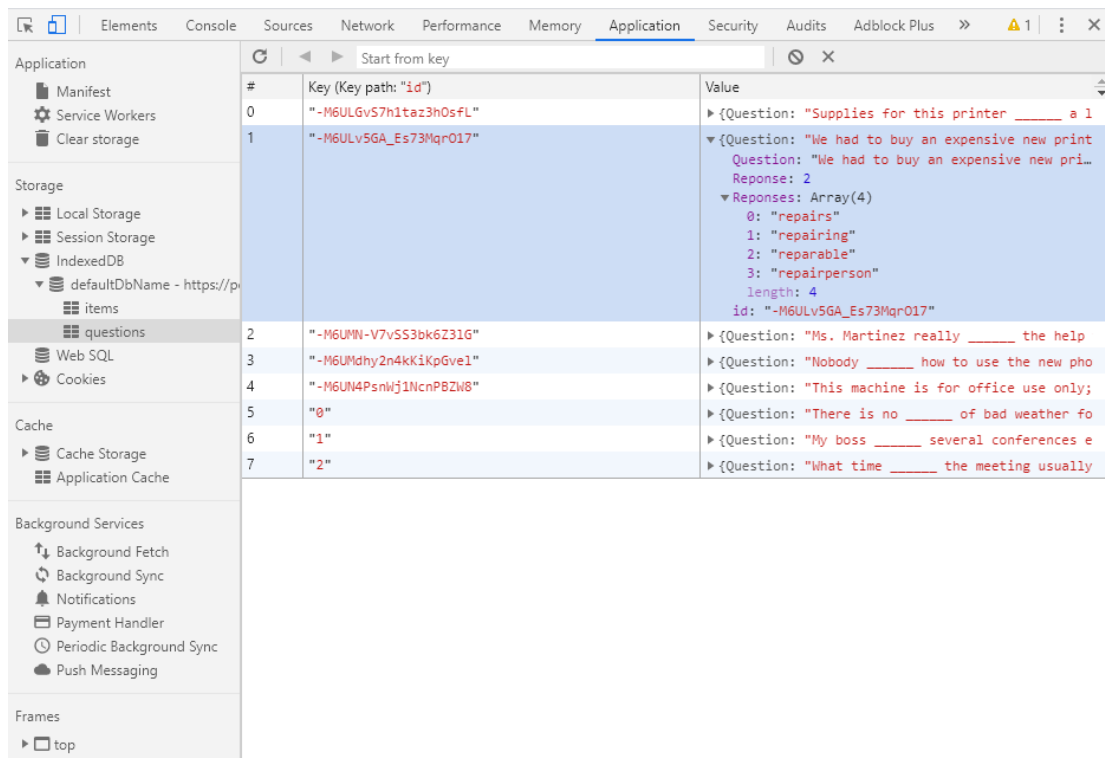 Elements Console Sources Network Performance Memory Application Security Audits Adblock Plus » 1
Application
Manifest
Service Workers
Clear storage
Storage
Local Storage
Session Storage
IndexedDB
defaultDbName - https://p
items
questions
Web SQL
Cookies
Cache
Cache Storage
Application Cache
Background Services
Background Fetch
Background Sync
Notifications
Payment Handler
Periodic Background Sync
Push Messaging
Frames
top
Start from key
# Key (Key path: "id") Value
0 "-M6ULGvS7h1taz3hOsfL" {Question: "Supplies for this printer ______ a l
1 "-M6ULv5GA_Es73MqrO17" {Question: "We had to buy an expensive new print
Question: "We had to buy an expensive new pri…
Reponse: 2
Reponses: Array(4)
0: "repairs"
1: "repairing"
2: "reparable"
3: "repairperson"
length: 4
id: "-M6ULv5GA_Es73MqrO17"
2 "-M6UMN-V7vSS3bk6Z3lG" {Question: "Ms. Martinez really ______ the help
3 "-M6UMdhy2n4kKiKpGvel" {Question: "Nobody ______ how to use the new pho
4 "-M6UN4PsnWj1NcnPBZW8" {Question: "This machine is for office use only;
5 "0" {Question: "There is no ______ of bad weather fo
6 "1" {Question: "My boss ______ several conferences e
7 "2" {Question: "What time ______ the meeting usually